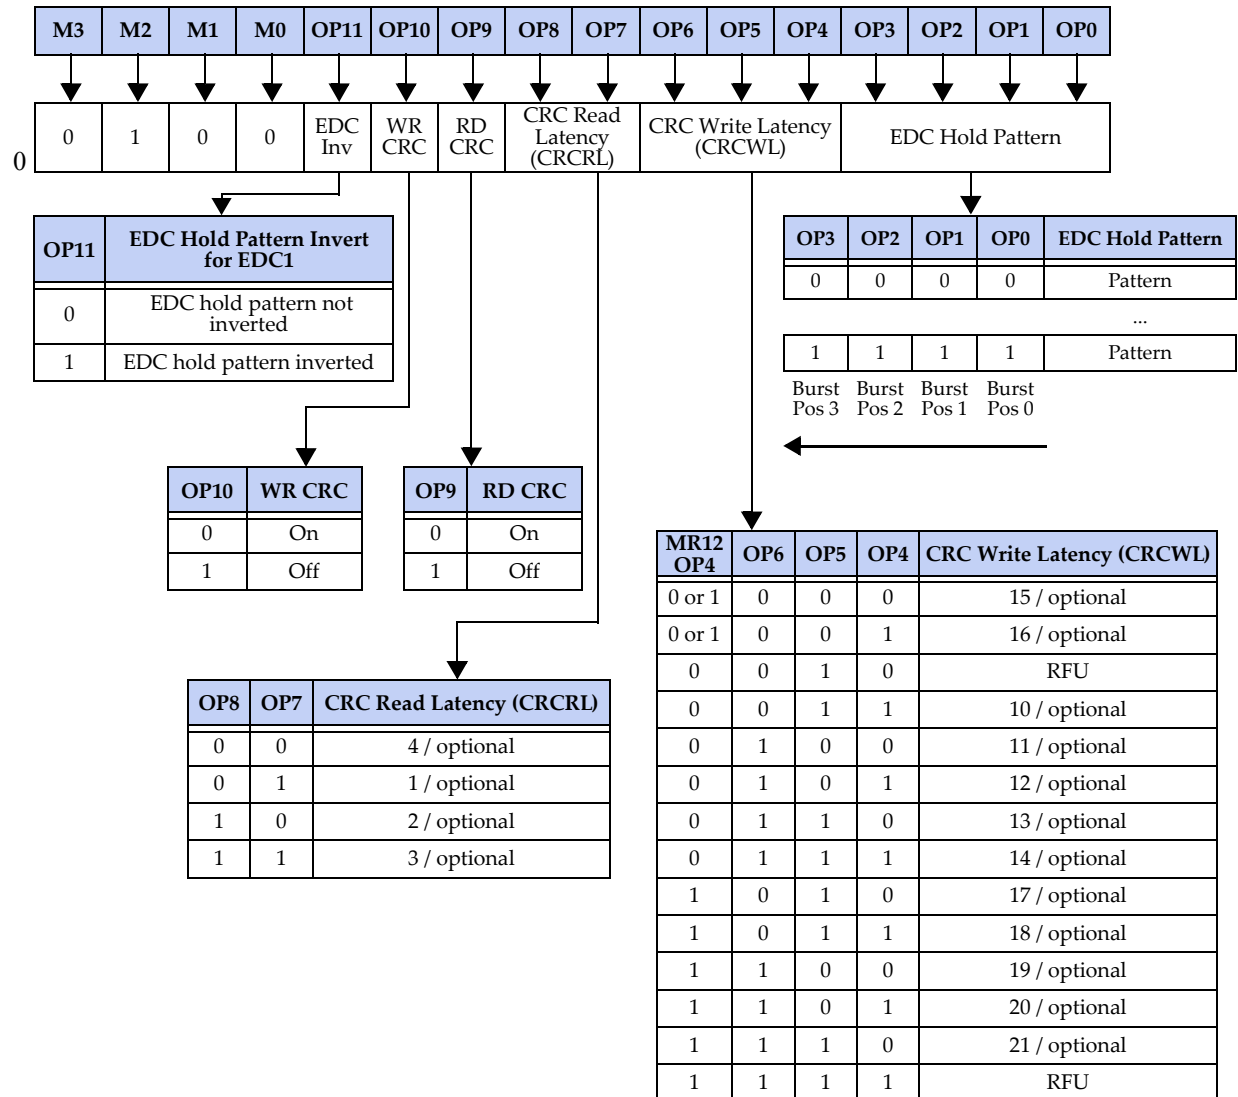 M3 M2 M1 M0 OP11 OP10 OP9 OP8 OP7 OP6 OP5 OP4 OP3 OP2 OP1 OP0
0
0 1 0 0
EDC
Inv
WR
CRC
RD
CRC
CRC Read
Latency
(CRCRL)
CRC Write Latency
(CRCWL)
EDC Hold Pattern
OP11
EDC Hold Pattern Invert
for EDC1
0
EDC hold pattern not
inverted
1 EDC hold pattern inverted
OP3 OP2 OP1 OP0 EDC Hold Pattern
0 0 0 0 Pattern
...
1 1 1 1 Pattern
Burst Burst Burst Burst
Pos 3 Pos 2 Pos 1 Pos 0
OP10 WR CRC
0 On
1 Off
OP9 RD CRC
0 On
1 Off
OP8 OP7 CRC Read Latency (CRCRL)
0 0 4 / optional
0 1 1 / optional
1 0 2 / optional
1 1 3 / optional
MR12
OP4
OP6 OP5 OP4 CRC Write Latency (CRCWL)
0 or 1 0 0 0 15 / optional
0 or 1 0 0 1 16 / optional
0 0 1 0 RFU
0 0 1 1 10 / optional
0 1 0 0 11 / optional
0 1 0 1 12 / optional
0 1 1 0 13 / optional
0 1 1 1 14 / optional
1 0 1 0 17 / optional
1 0 1 1 18 / optional
1 1 0 0 19 / optional
1 1 0 1 20 / optional
1 1 1 0 21 / optional
1 1 1 1 RFU